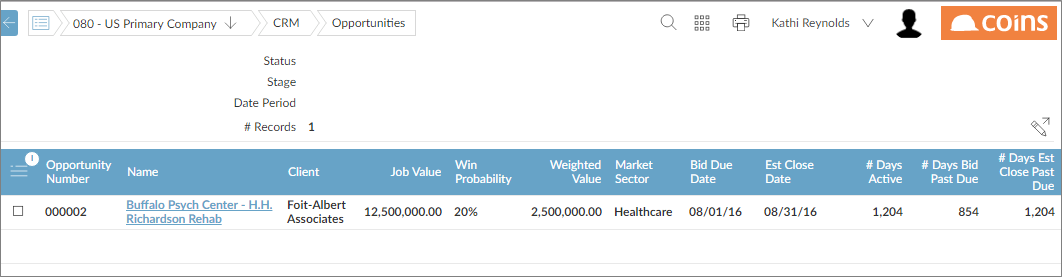 080 - US Primary Company CRM Opportunities Kathi Reynolds coins
Status
Stage
Date Period
# Records 1
Opportunity Number Name Client Job Value Win Probability Weighted Value Market Sector Bid Due Date Est Close Date # Days Active # Days Bid Past Due # Days Est Close Past Due
000002 Buffalo Psych Center - H.H. Richardson Rehab Foit-Albert Associates 12,500,000.00 20% 2,500,000.00 Healthcare 08/01/16 08/31/16 1,204 854 1,204